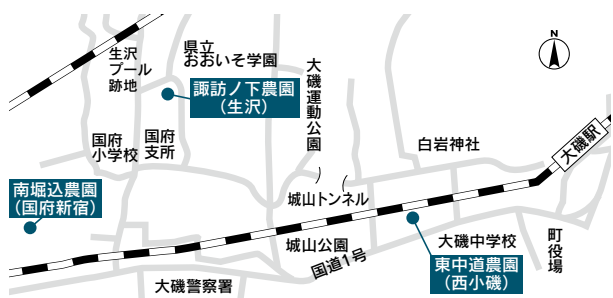 生沢
プール
跡地
県立
おおいそ学園
諏訪ノ下農園
（生沢）
大磯運動公園
N
国府
小学校
国府
支所
白岩神社
大磯駅
南堀込農園
（国府新宿）
城山トンネル
城山公園
国道1号
大磯中学校
東中道農園
（西小磯）
町役場
大磯警察署